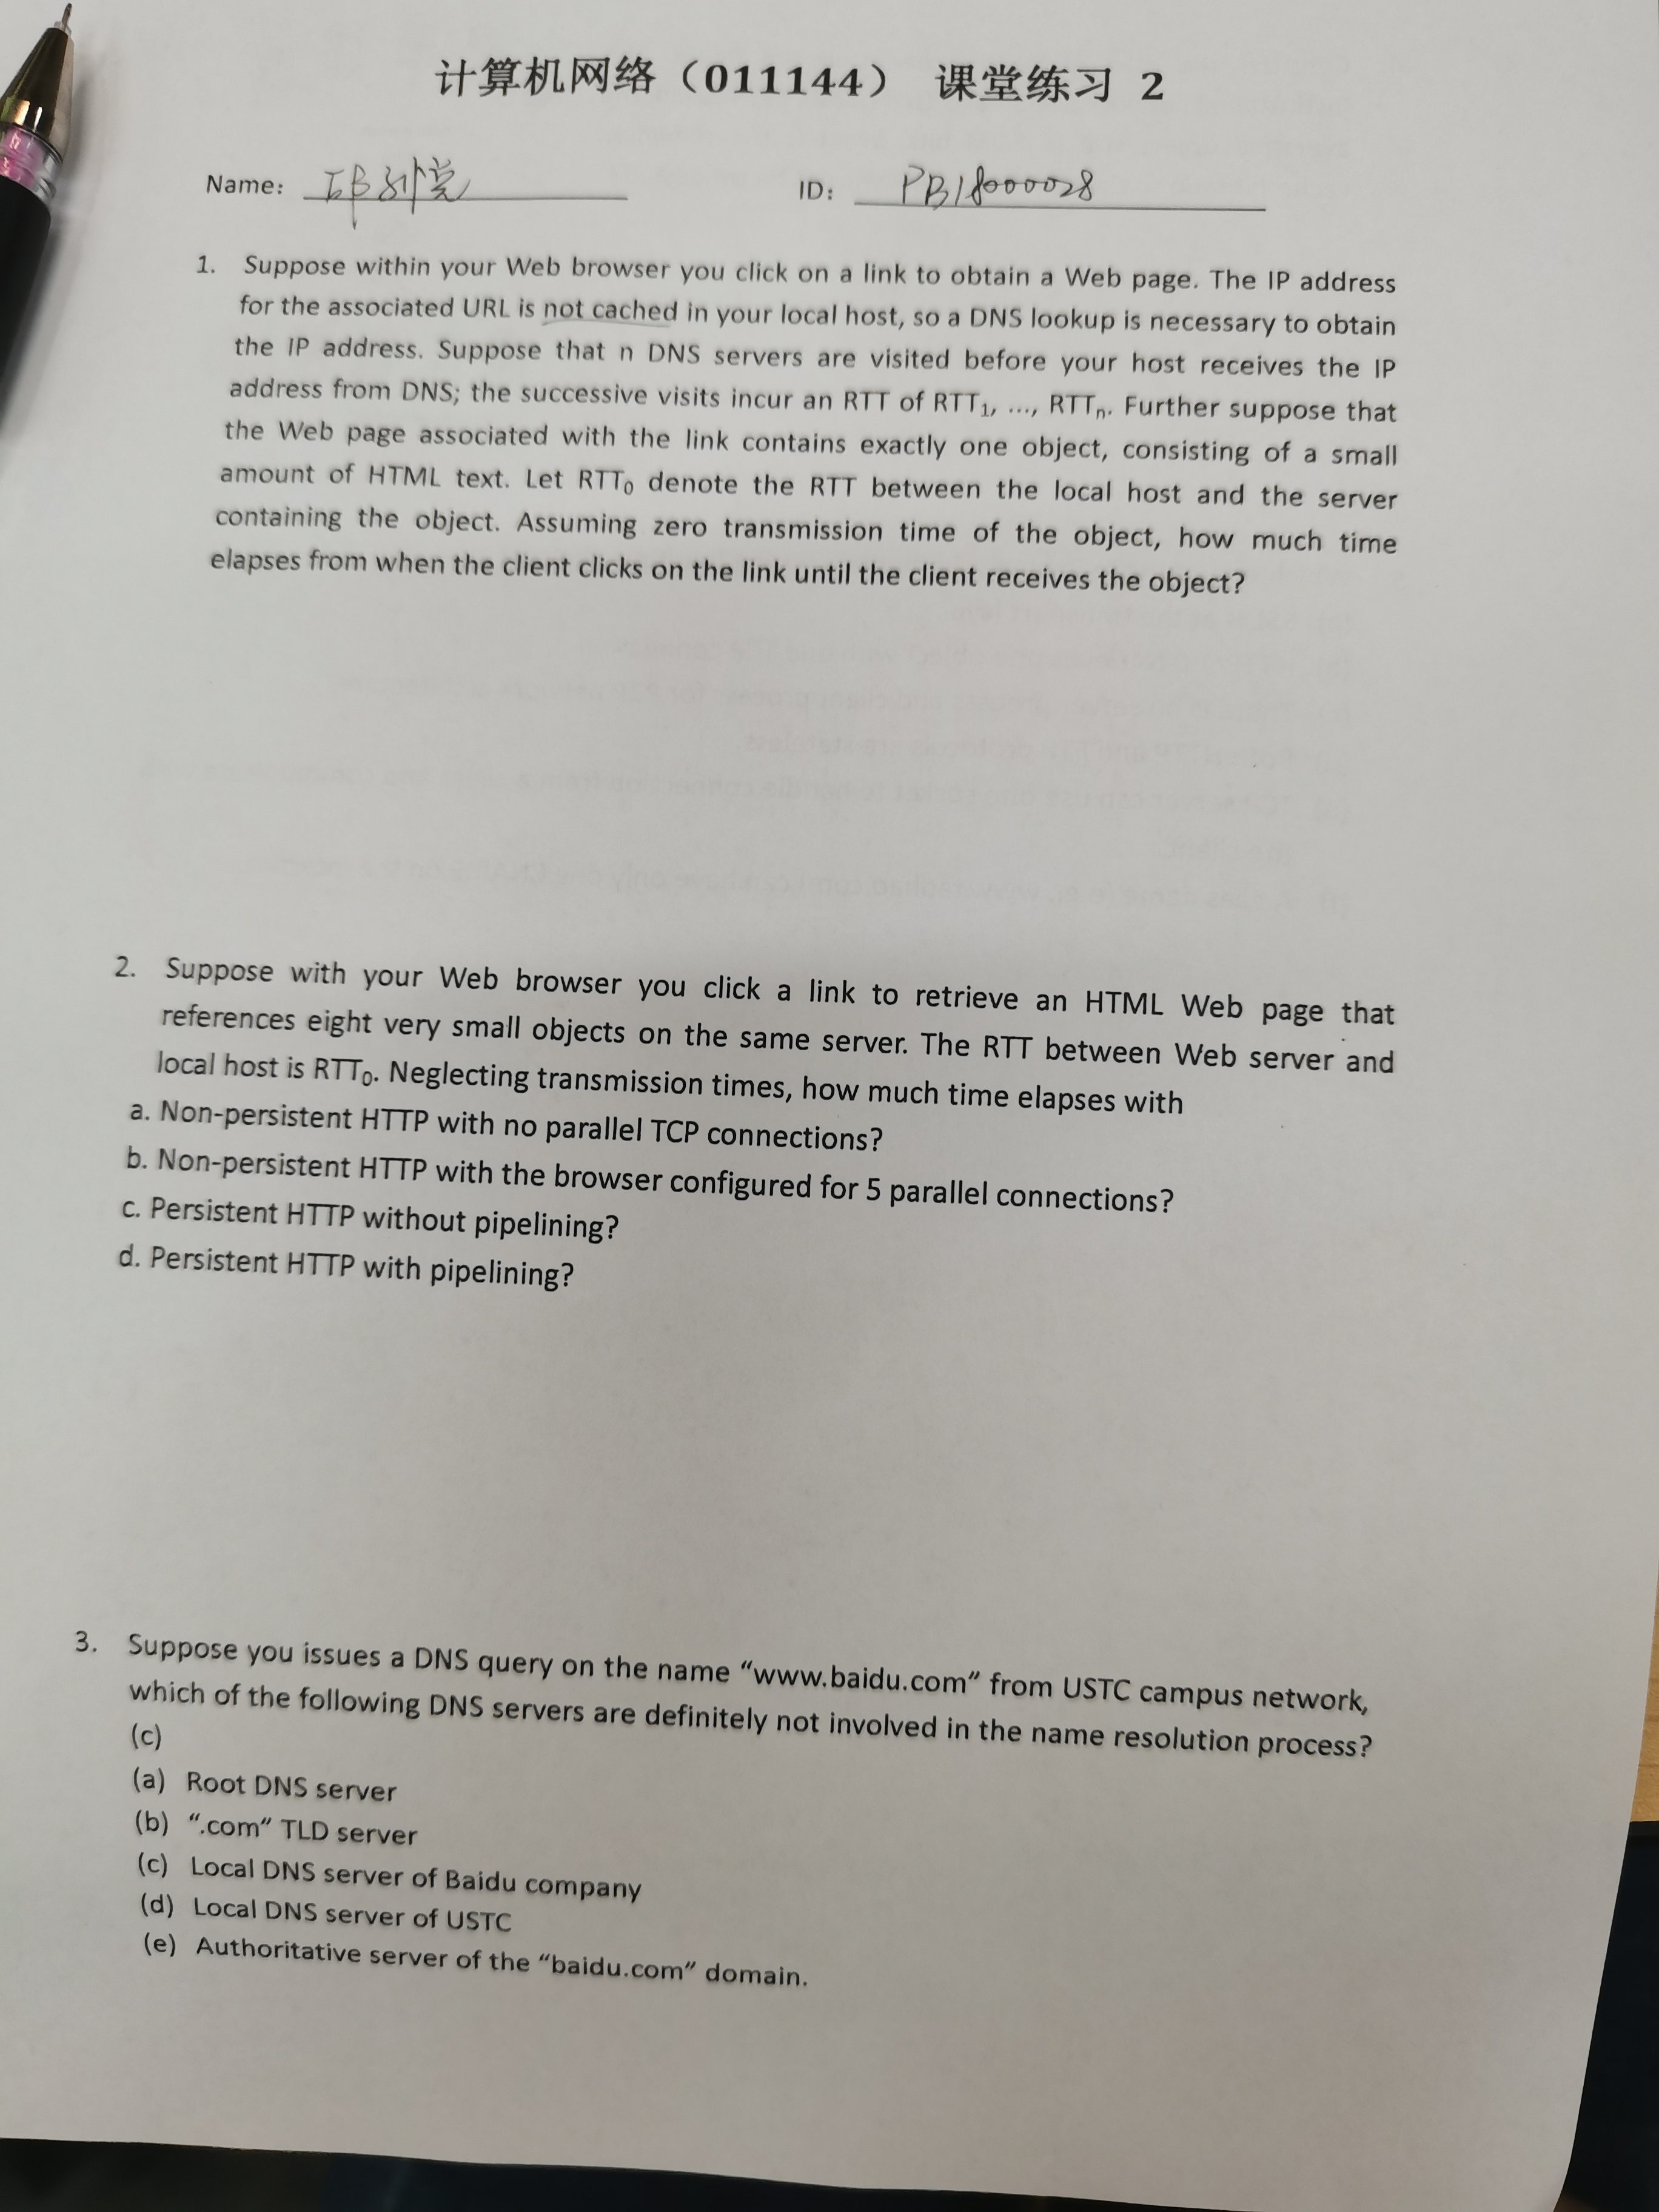 计算机网络（011144） 课堂练习 2
Name: ID: PB18000028
1. Suppose within your Web browser you click on a link to obtain a Web page. The IP address
for the associated URL is not cached in your local host, so a DNS lookup is necessary to obtain
the IP address. Suppose that n DNS servers are visited before your host receives the IP
address from DNS; the successive visits incur an RTT of RTT₁, ..., RTTₙ. Further suppose that
the Web page associated with the link contains exactly one object, consisting of a small
amount of HTML text. Let RTT₀ denote the RTT between the local host and the server
containing the object. Assuming zero transmission time of the object, how much time
elapses from when the client clicks on the link until the client receives the object?
2. Suppose with your Web browser you click a link to retrieve an HTML Web page that
references eight very small objects on the same server. The RTT between Web server and
local host is RTT₀. Neglecting transmission times, how much time elapses with
a. Non-persistent HTTP with no parallel TCP connections?
b. Non-persistent HTTP with the browser configured for 5 parallel connections?
c. Persistent HTTP without pipelining?
d. Persistent HTTP with pipelining?
3. Suppose you issues a DNS query on the name “www.baidu.com” from USTC campus network,
which of the following DNS servers are definitely not involved in the name resolution process?
(c)
(a) Root DNS server
(b) “.com” TLD server
(c) Local DNS server of Baidu company
(d) Local DNS server of USTC
(e) Authoritative server of the “baidu.com” domain.